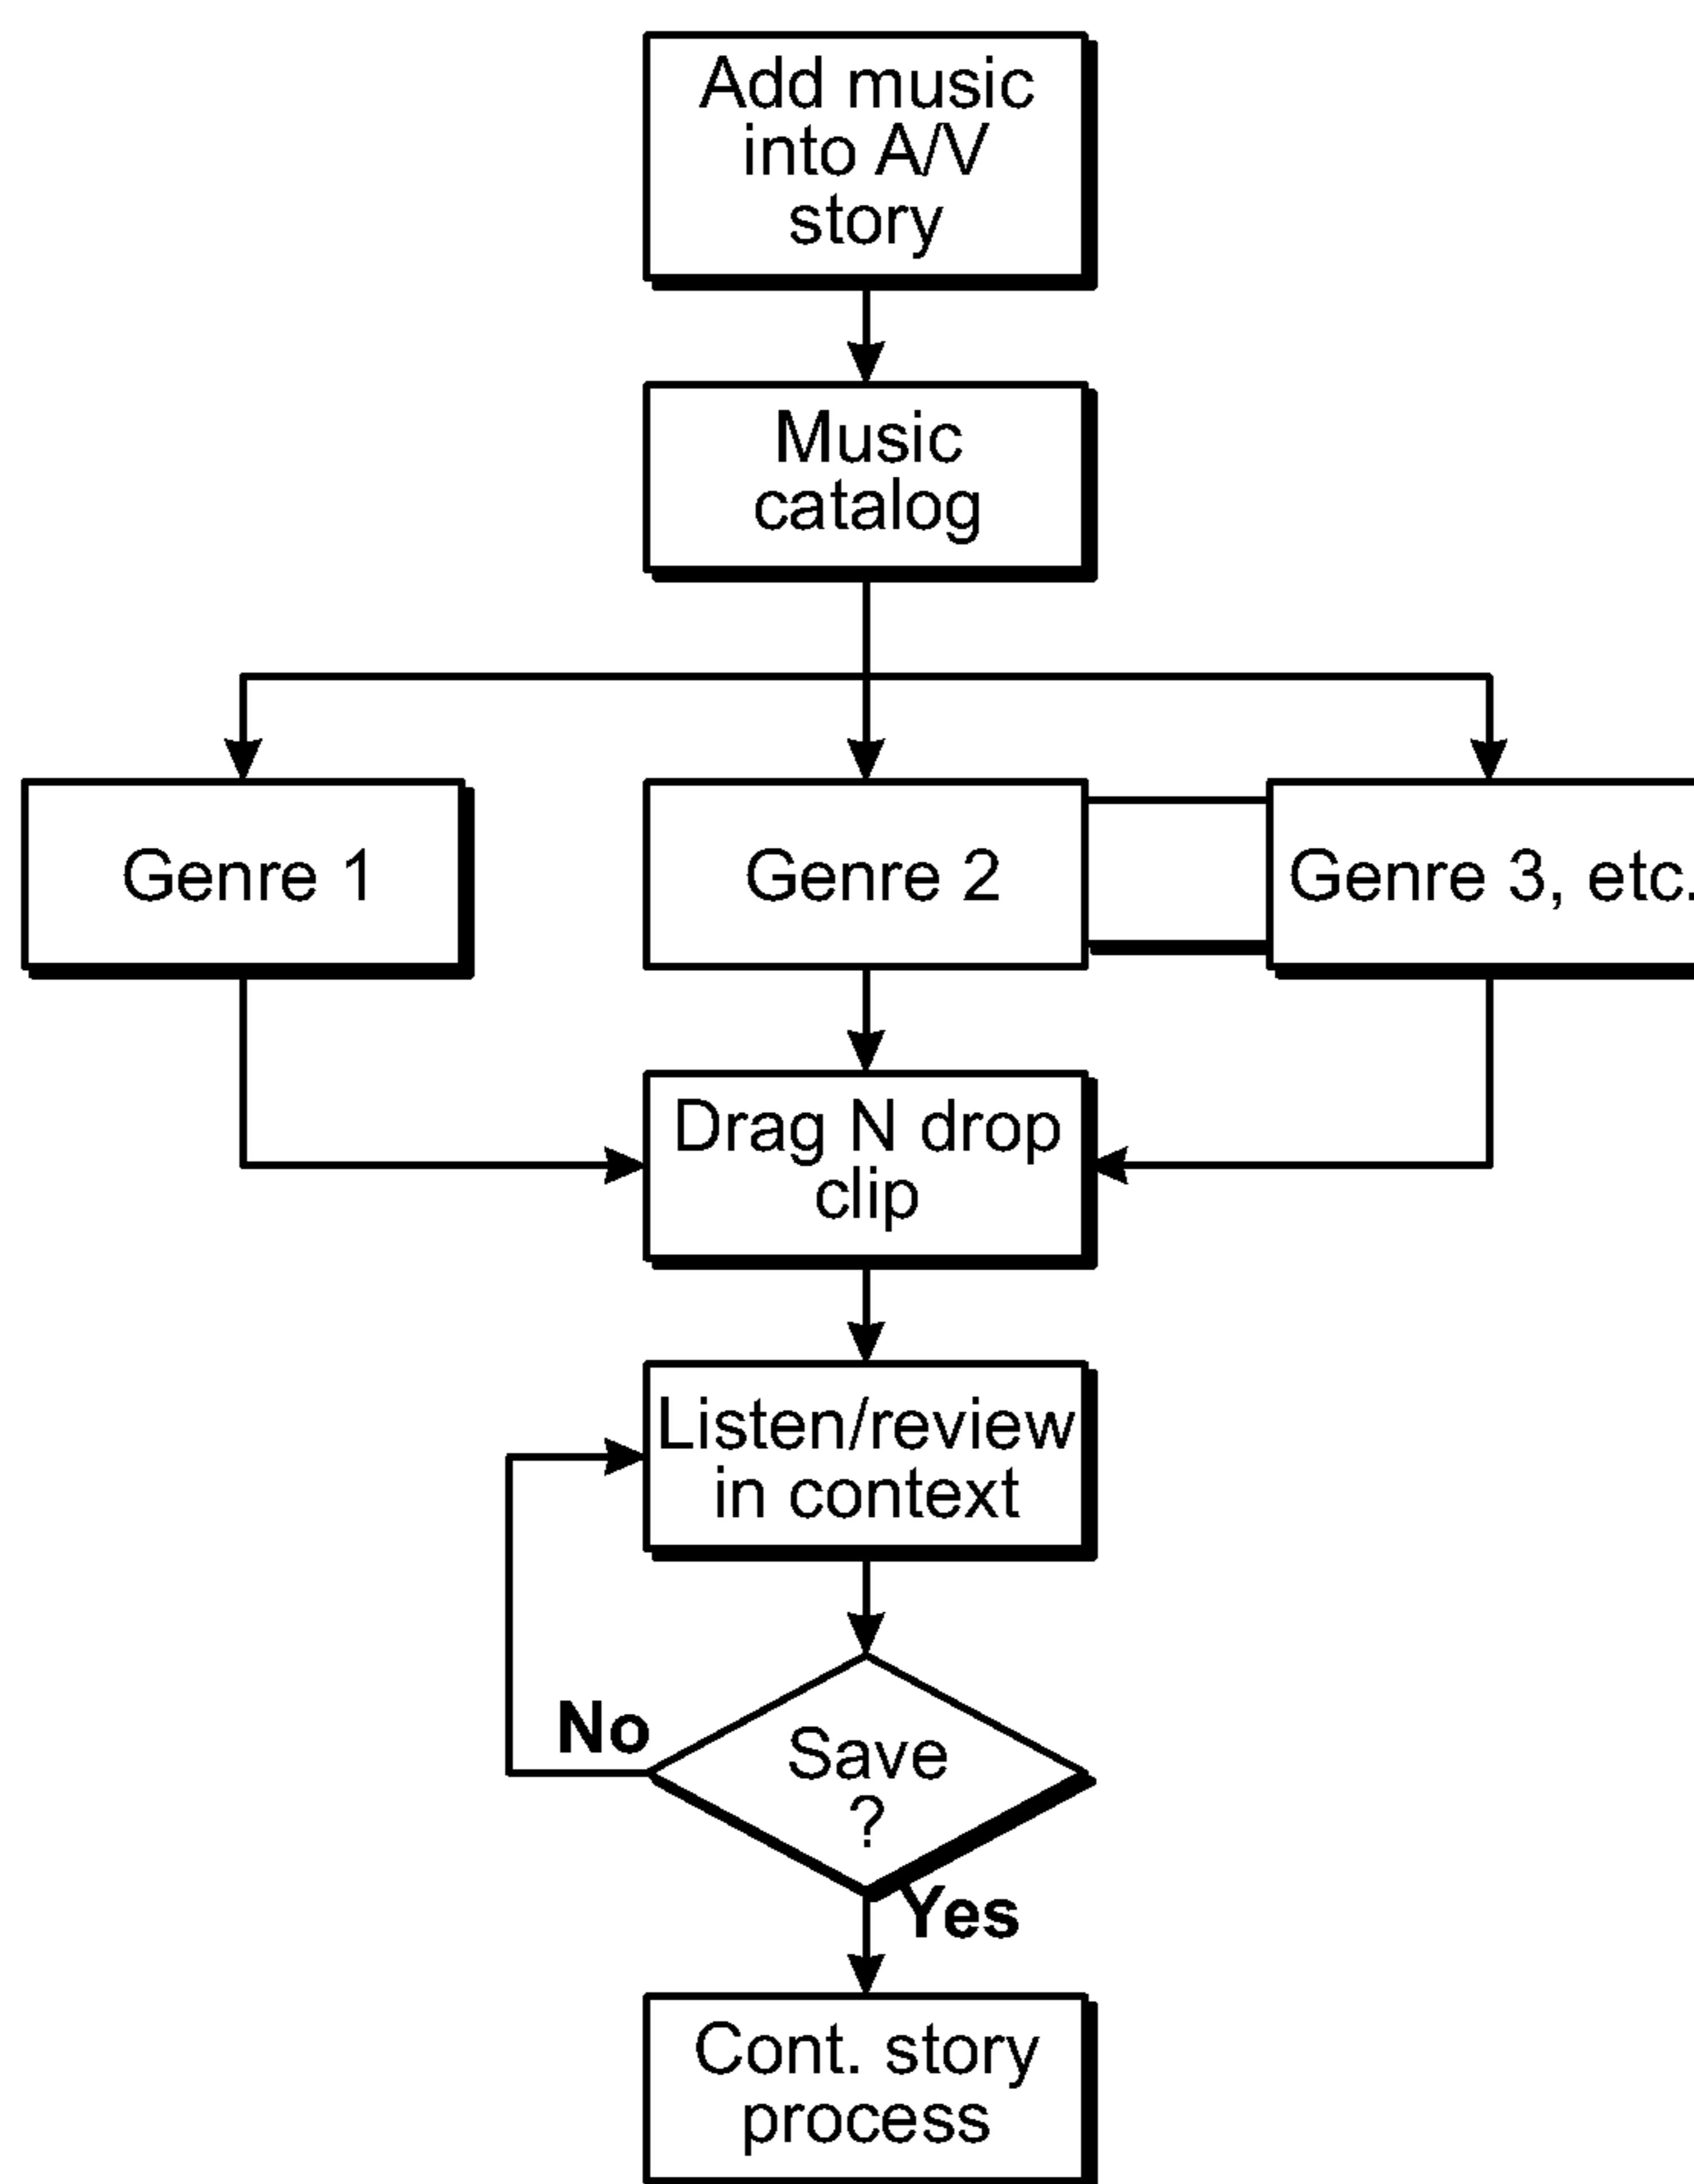 Add music
into A/V
story
Music
catalog
Genre 1
Genre 2
Genre 3, etc.
Drag N drop
clip
Listen/review
in context
No
Save
?
Yes
Cont. story
process